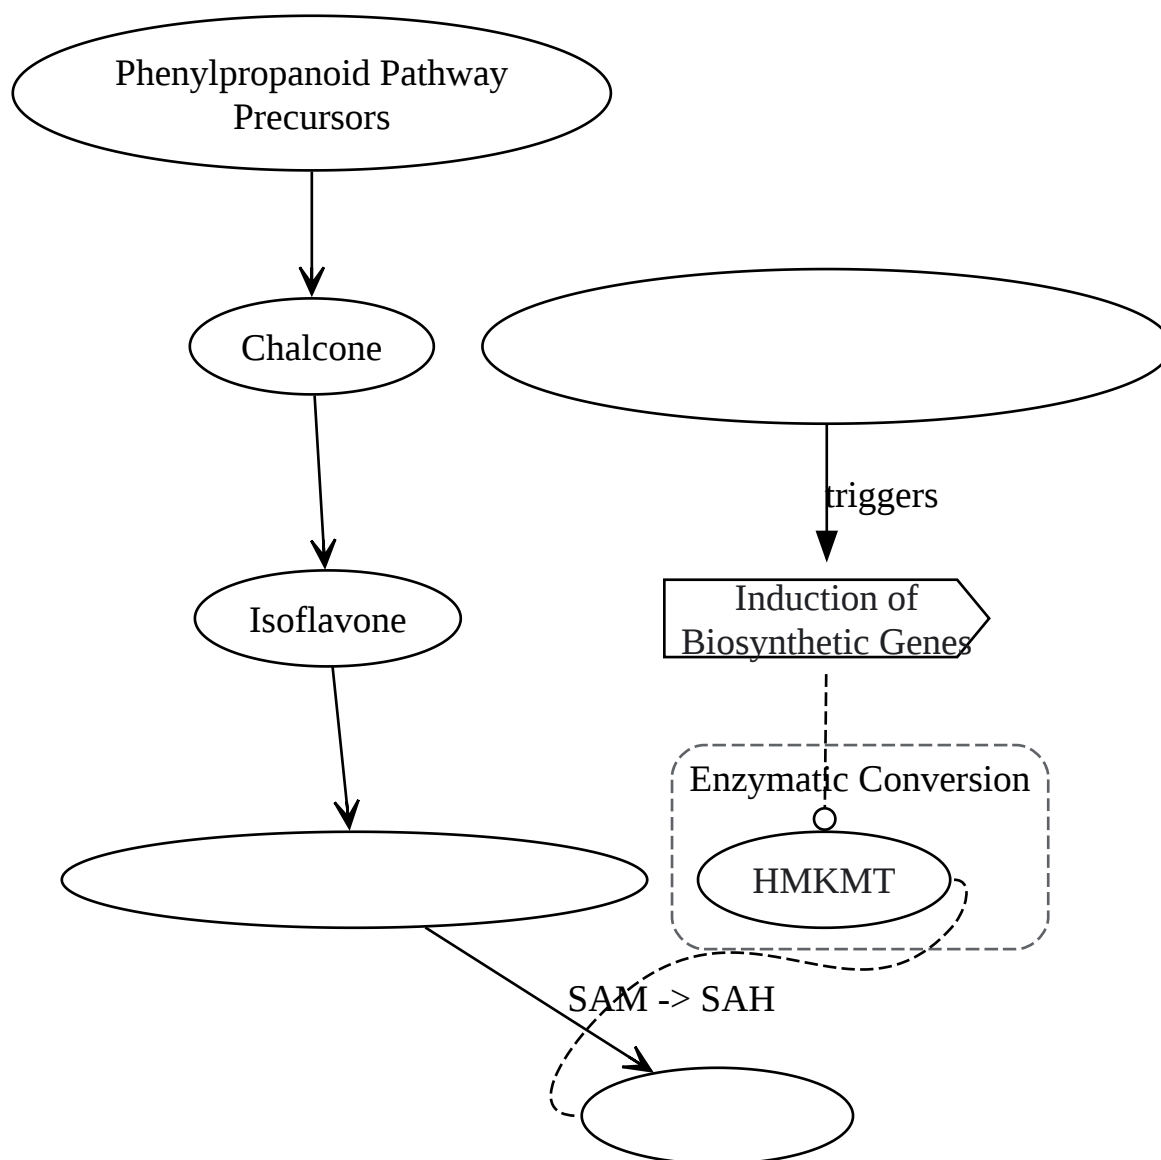 Phenylpropanoid Pathway
Precursors
Chalcone
triggers
Induction of
Biosynthetic Genes
Isoflavone
Enzymatic Conversion
HMKMT
SAM -> SAH